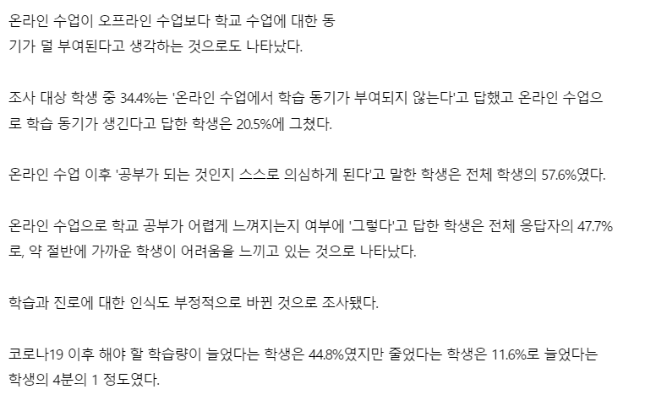 온라인 수업이 오프라인 수업보다 학교 수업에 대한 동
기가 덜 부여된다고 생각하는 것으로도 나타났다.
조사 대상 학생 중 34.4%는 '온라인 수업에서 학습 동기가 부여되지 않는다'고 답했고 온라인 수업으
로 학습 동기가 생긴다고 답한 학생은 20.5%에 그쳤다.
온라인 수업 이후 '공부가 되는 것인지 스스로 의심하게 된다'고 말한 학생은 전체 학생의 57.6%였다.
온라인 수업으로 학교 공부가 어렵게 느껴지는지 여부에 '그렇다'고 답한 학생은 전체 응답자의 47.7%
로, 약 절반에 가까운 학생이 어려움을 느끼고 있는 것으로 나타났다.
학습과 진로에 대한 인식도 부정적으로 바뀐 것으로 조사됐다.
코로나19 이후 해야 할 학습량이 늘었다는 학생은 44.8%였지만 줄었다는 학생은 11.6%로 늘었다는
학생의 4분의 1 정도였다.